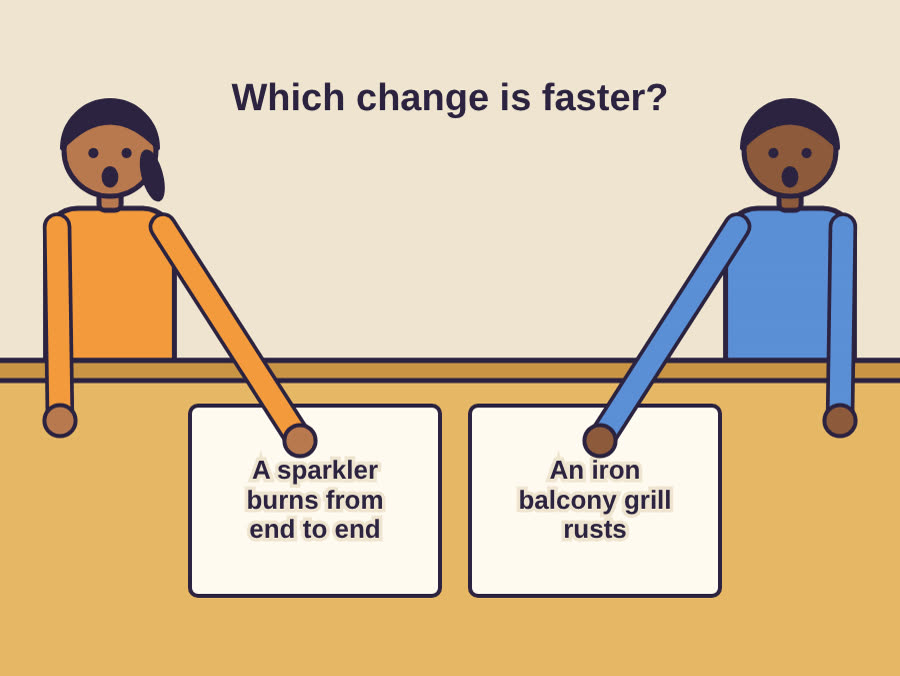 Which change is faster?
A sparkler
burns from
end to end
An iron
balcony grill
rusts